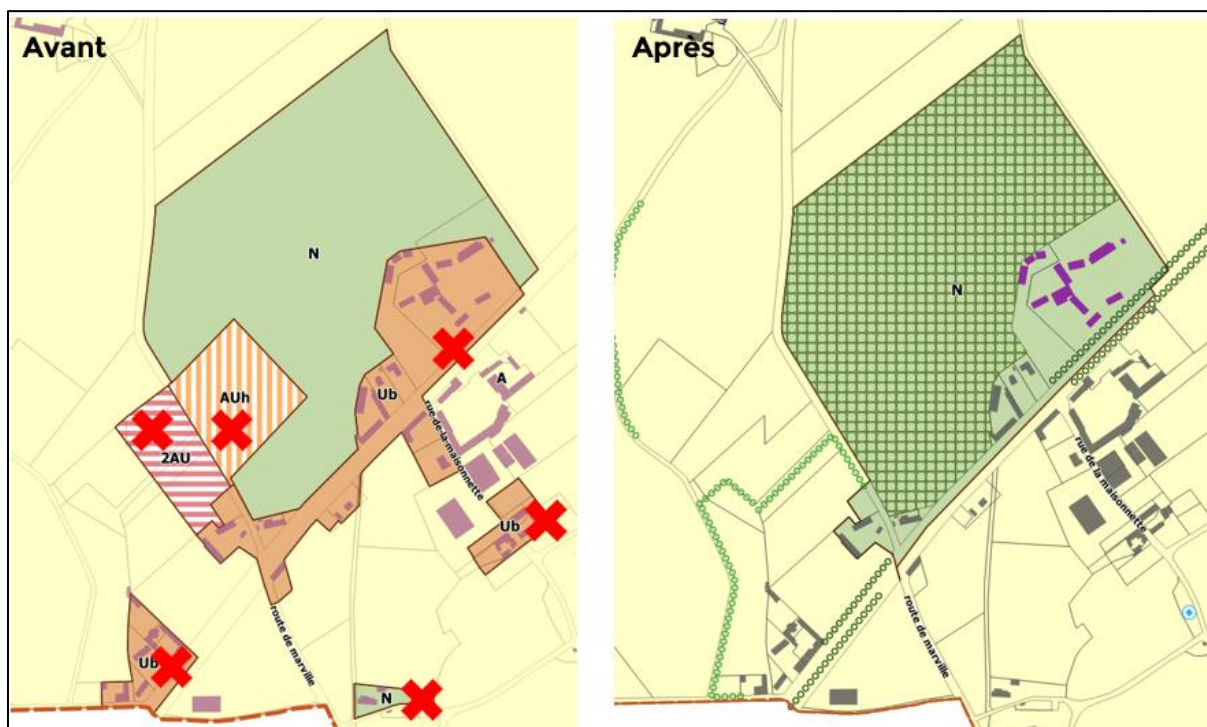 Avant
N
AUh
2AU
Ub
A
rue de la maisonnette
Ub
Ub
route de marville
N
Après
N
rue de la maisonnette
route de marville